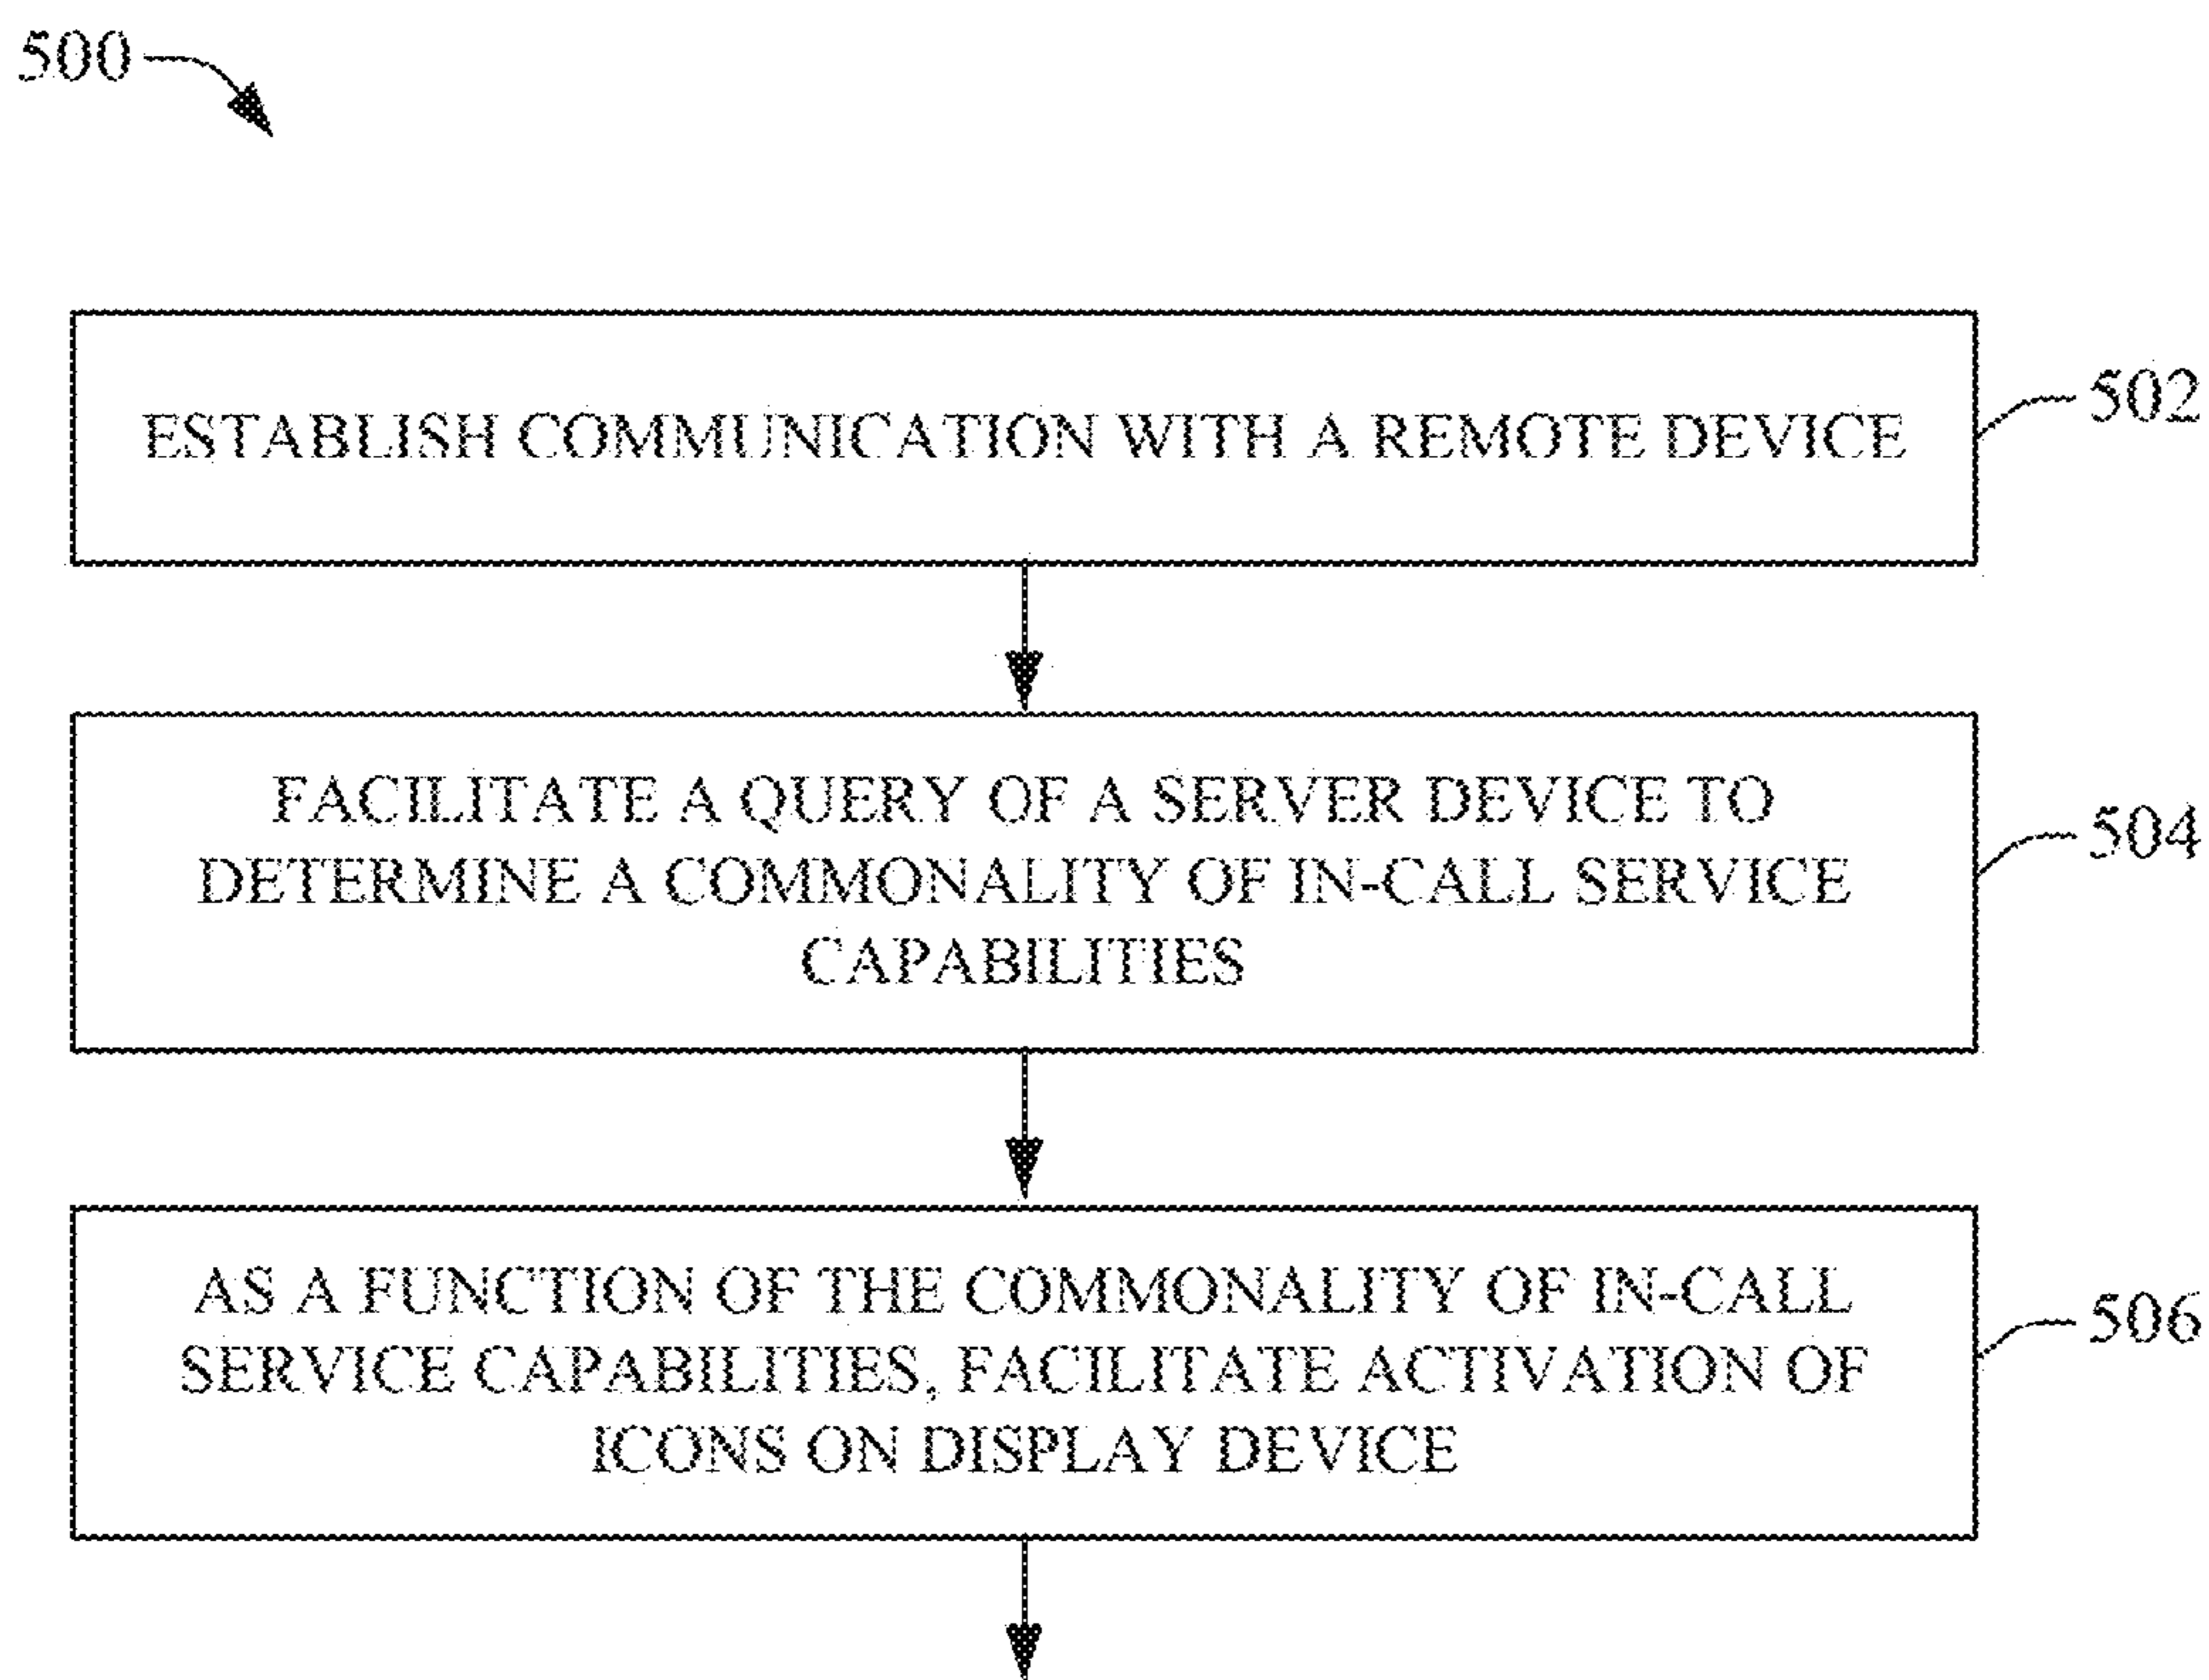 500
ESTABLISH COMMUNICATION WITH A REMOTE DEVICE
502
FACILITATE A QUERY OF A SERVER DEVICE TO
DETERMINE A COMMONALITY OF IN-CALL SERVICE
CAPABILITIES
504
AS A FUNCTION OF THE COMMONALITY OF IN-CALL
SERVICE CAPABILITIES, FACILITATE ACTIVATION OF
ICONS ON DISPLAY DEVICE
506